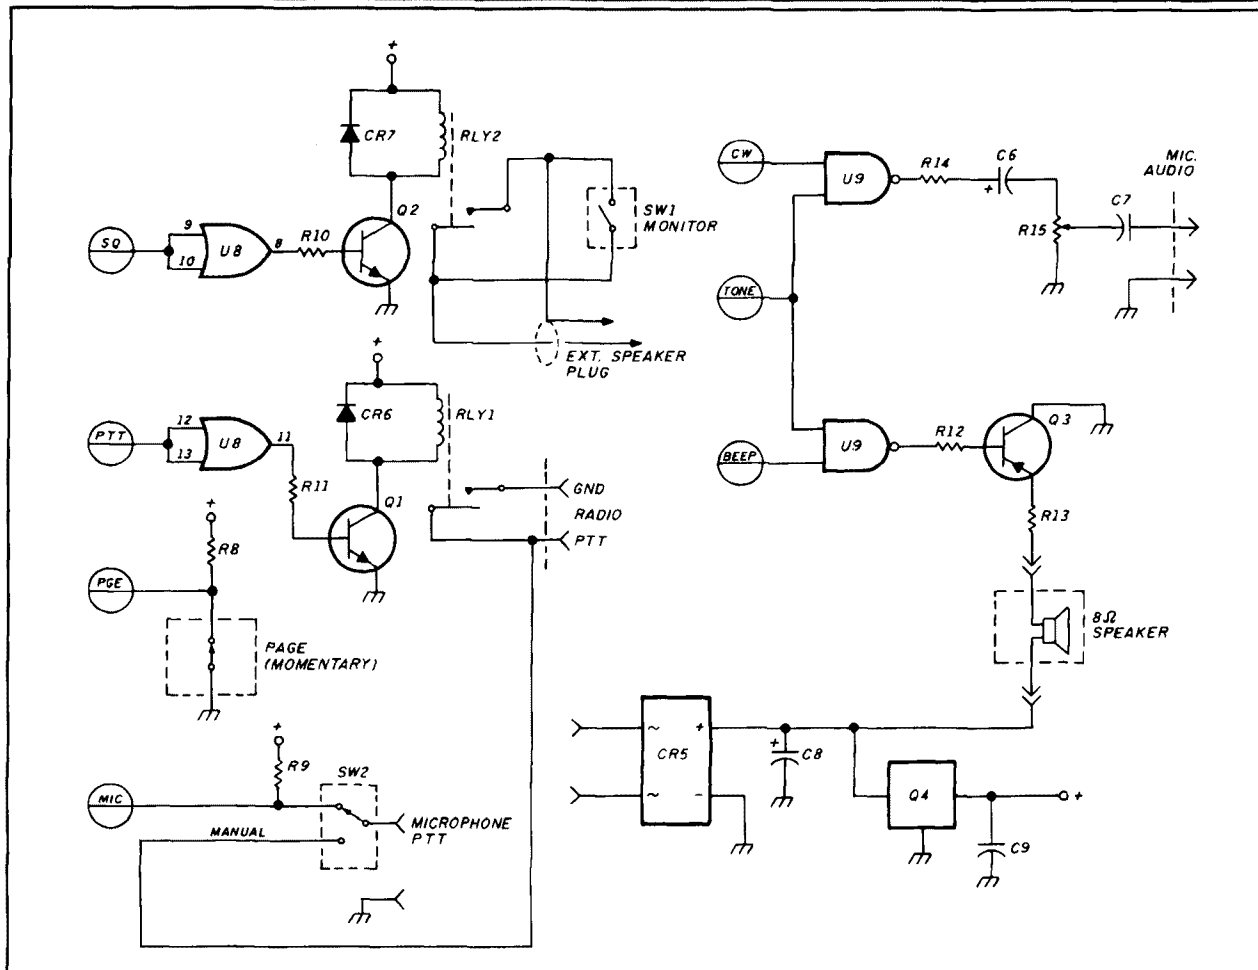 +
CR7
RLY2
Q2
SQ
9
10
U8
8
R10
SW1
MONITOR
EXT. SPEAKER
PLUG
+
CR6
RLY1
PTT
12
13
U8
11
R11
Q1
GND
RADIO
PTT
+
R8
PGE
PAGE
(MOMENTARY)
+
R9
SW2
MIC
MANUAL
MICROPHONE
PTT
CW
U9
R14
C6
+
MIC.
AUDIO
R15
C7
TONE
BEEP
U9
R12
Q3
R13
8Ω
SPEAKER
~
+
CR5
~
-
+
C8
Q4
+
C9